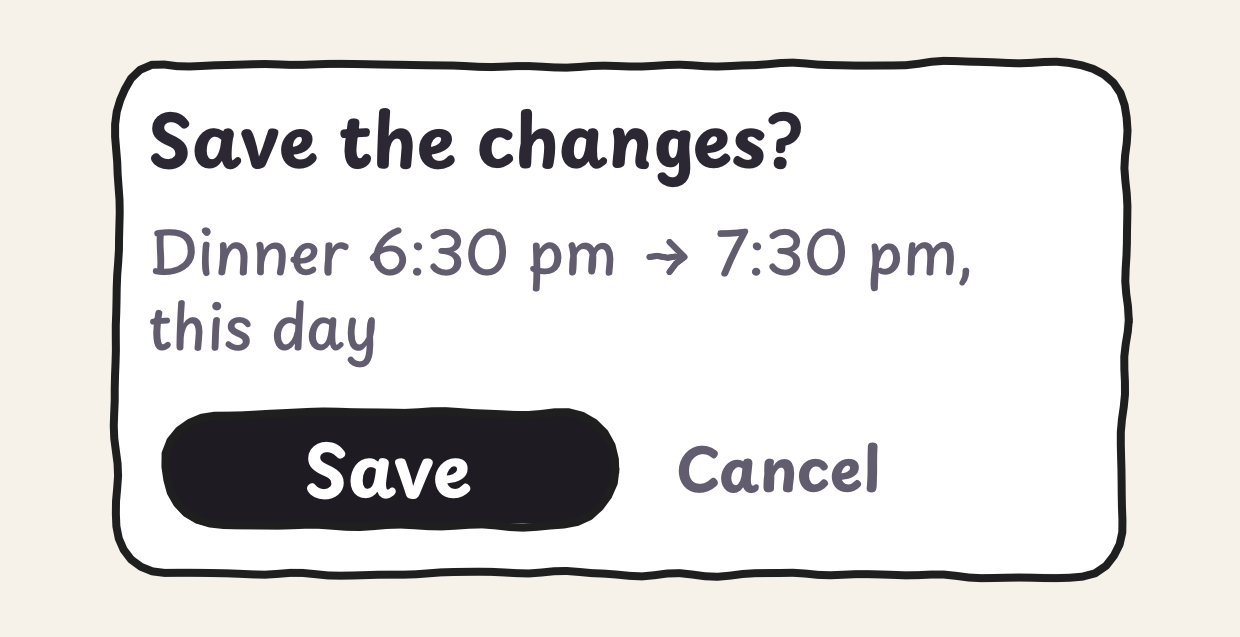 Save the changes?
Dinner 6:30 pm → 7:30 pm,
this day
Save
Cancel